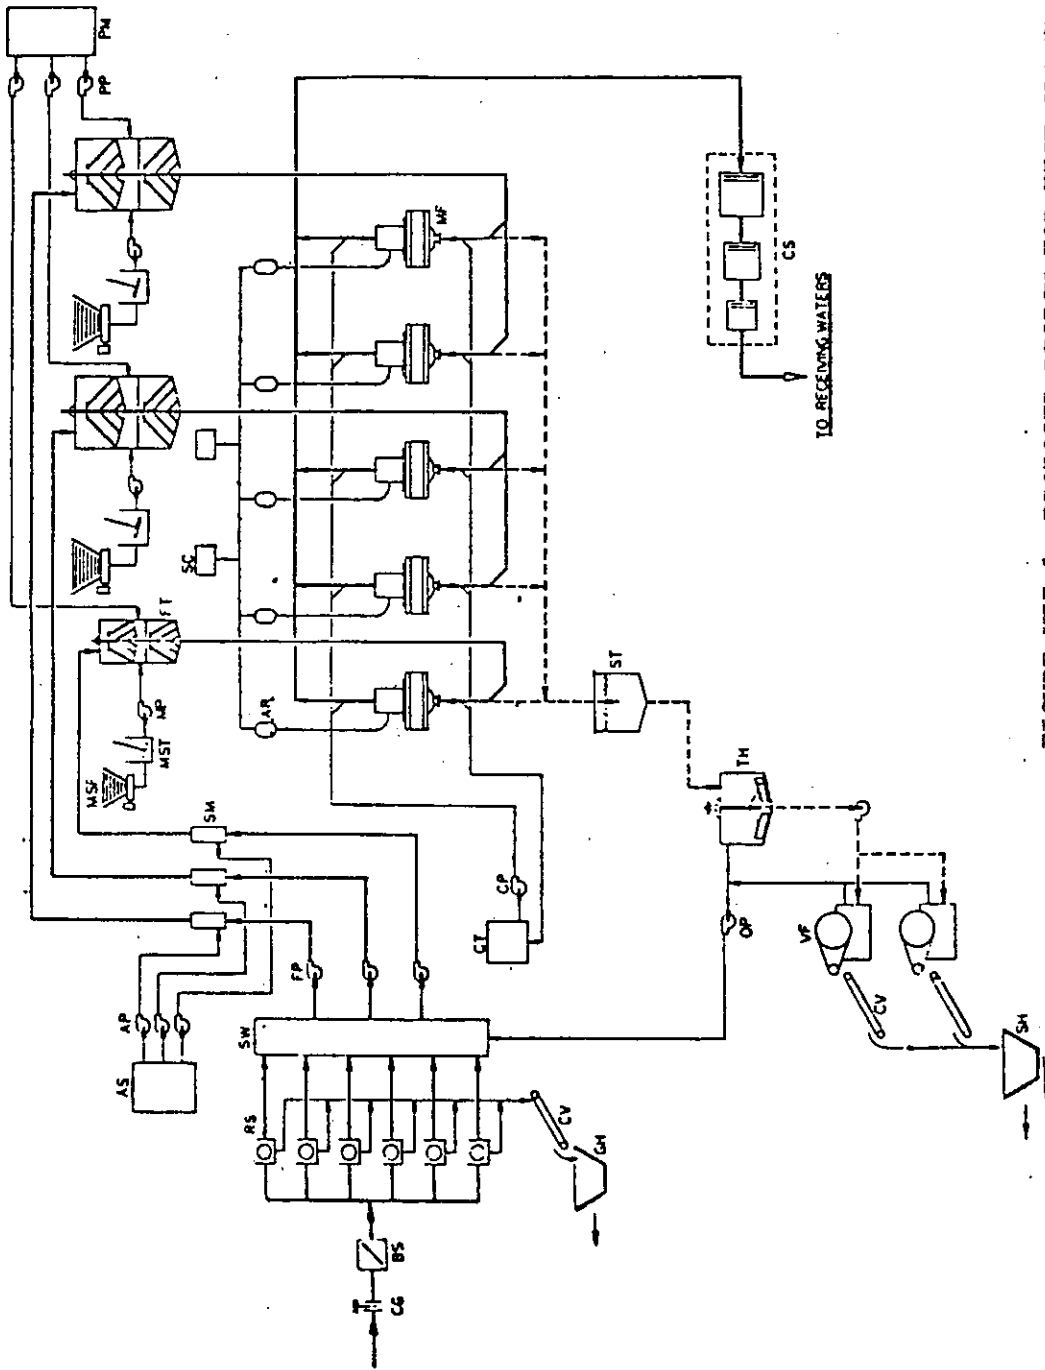 CG
BS
RS
GH
CV
SW
FP
AS
AP
SM
MSF
MST
MP
FT
PP
PM
AR
SC
MF
CT
CP
ST
TH
OP
VF
CV
SH
CS
TO RECEIVING WATERS